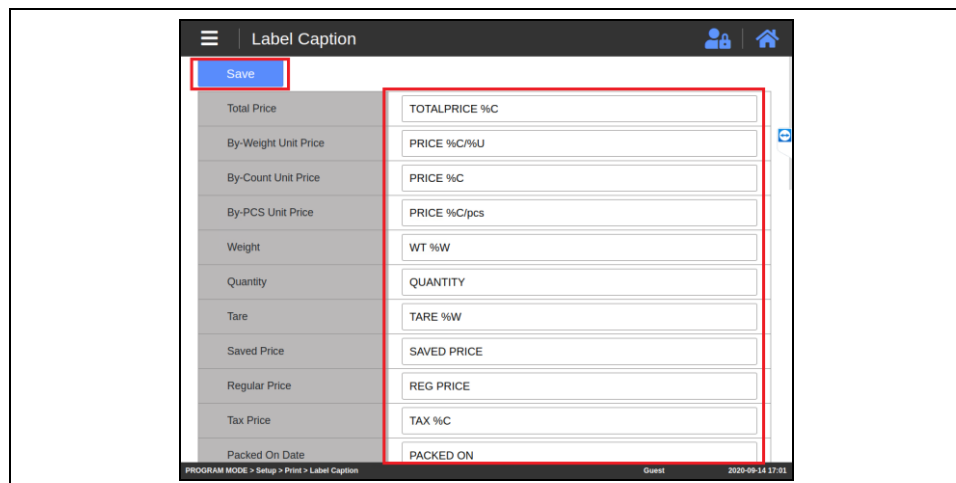 Label Caption
Save
Total Price TOTALPRICE %C
By-Weight Unit Price PRICE %C/%U
By-Count Unit Price PRICE %C
By-PCS Unit Price PRICE %C/pcs
Weight WT %W
Quantity QUANTITY
Tare TARE %W
Saved Price SAVED PRICE
Regular Price REG PRICE
Tax Price TAX %C
Packed On Date PACKED ON
PROGRAM MODE > Setup > Print > Label Caption Guest 2020-09-14 17:01